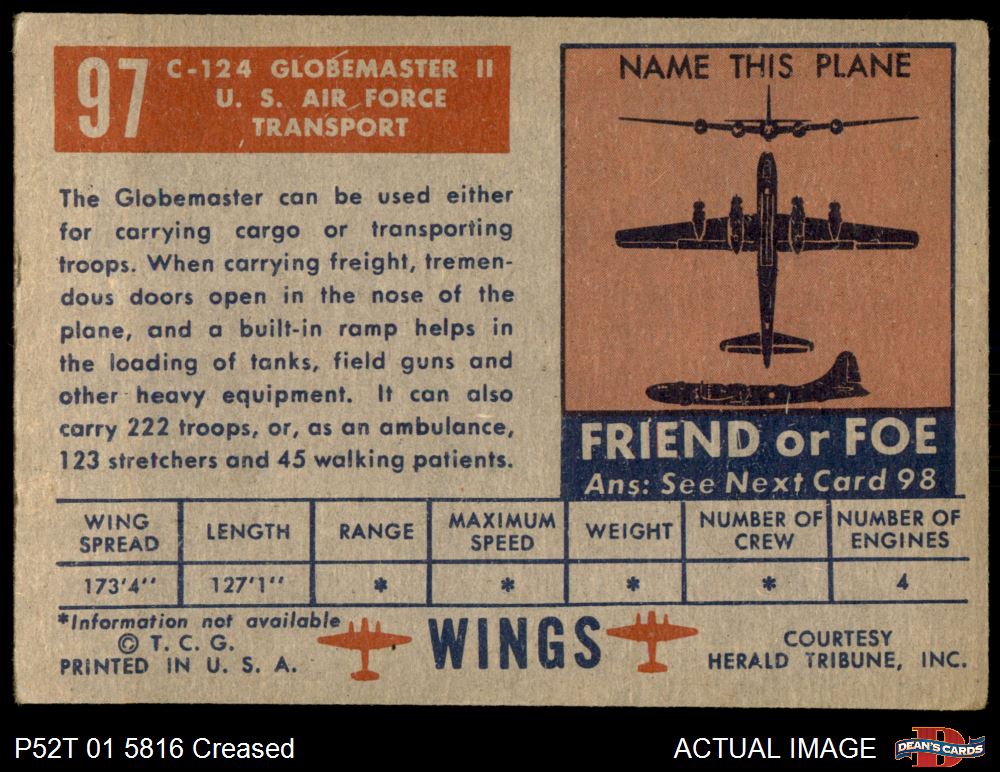 97
C-124 GLOBEMASTER II
U. S. AIR FORCE
TRANSPORT
The Globemaster can be used either
for carrying cargo or transporting
troops. When carrying freight, tremen-
dous doors open in the nose of the
plane, and a built-in ramp helps in
the loading of tanks, field guns and
other heavy equipment. It can also
carry 222 troops, or, as an ambulance,
123 stretchers and 45 walking patients.
NAME THIS PLANE
FRIEND or FOE
Ans: See Next Card 98
WING SPREAD LENGTH RANGE MAXIMUM SPEED WEIGHT NUMBER OF CREW NUMBER OF ENGINES
173'4'' 127'1'' * * * * 4
*Information not available
© T. C. G.
PRINTED IN U. S. A.
WINGS
COURTESY
HERALD TRIBUNE, INC.
P52T 01 5816 Creased
ACTUAL IMAGE
DEAN'S CARDS